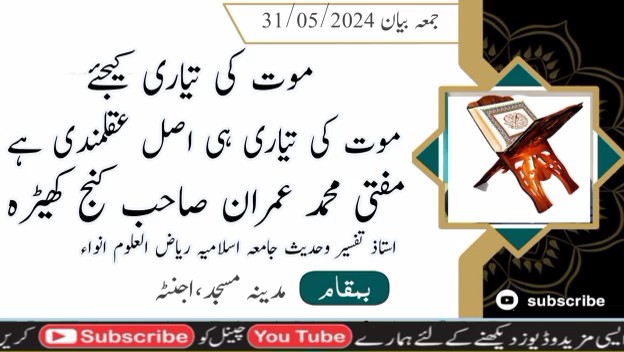 جمعہ بیان 31/05/2024
موت کی تیاری کیجئے
موت کی تیاری ہی اصل عقلمندی ہے
مفتی محمد عمران صاحب کنج کھیڑہ
استاذ تفسیر وحدیث جامعہ اسلامیہ ریاض العلوم انواء
بمقام مدینہ مسجد، اجنٹہ
subscribe
ایسی مزید وڈیوز دیکھنے کے لئے ہمارے You Tube چینل کو Subscribe کریں